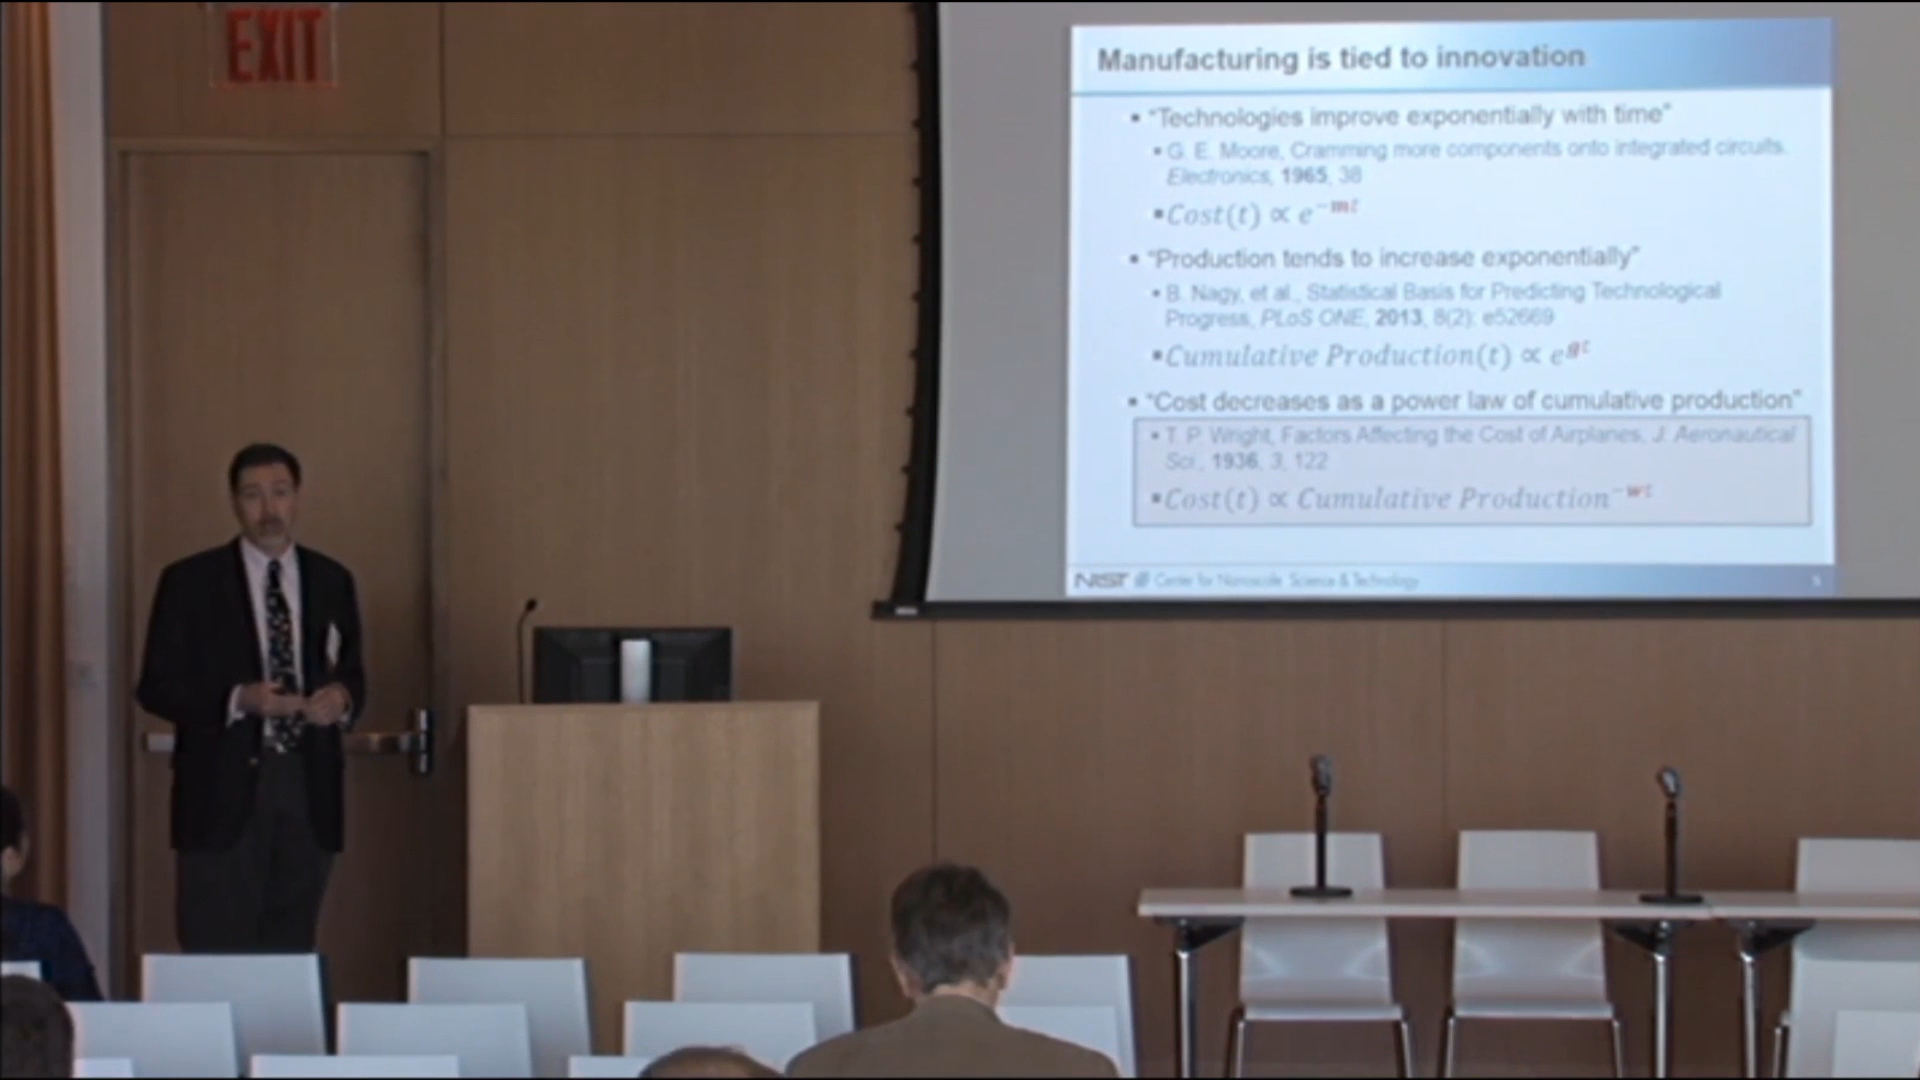 EXIT
Manufacturing is tied to innovation
▪ "Technologies improve exponentially with time"
▪ G. E. Moore, Cramming more components onto integrated circuits.
Electronics, 1965, 38
▪ Cost(t) ∝ e^{-mt}
▪ "Production tends to increase exponentially"
▪ B. Nagy, et al., Statistical Basis for Predicting Technological
Progress, PLoS ONE, 2013, 8(2): e52669
▪ Cumulative Production(t) ∝ e^{gt}
▪ "Cost decreases as a power law of cumulative production"
▪ T. P. Wright, Factors Affecting the Cost of Airplanes, J. Aeronautical
Sci., 1936, 3, 122
▪ Cost(t) ∝ Cumulative Production^{-wt}
NIST Center for Nanoscale Science & Technology